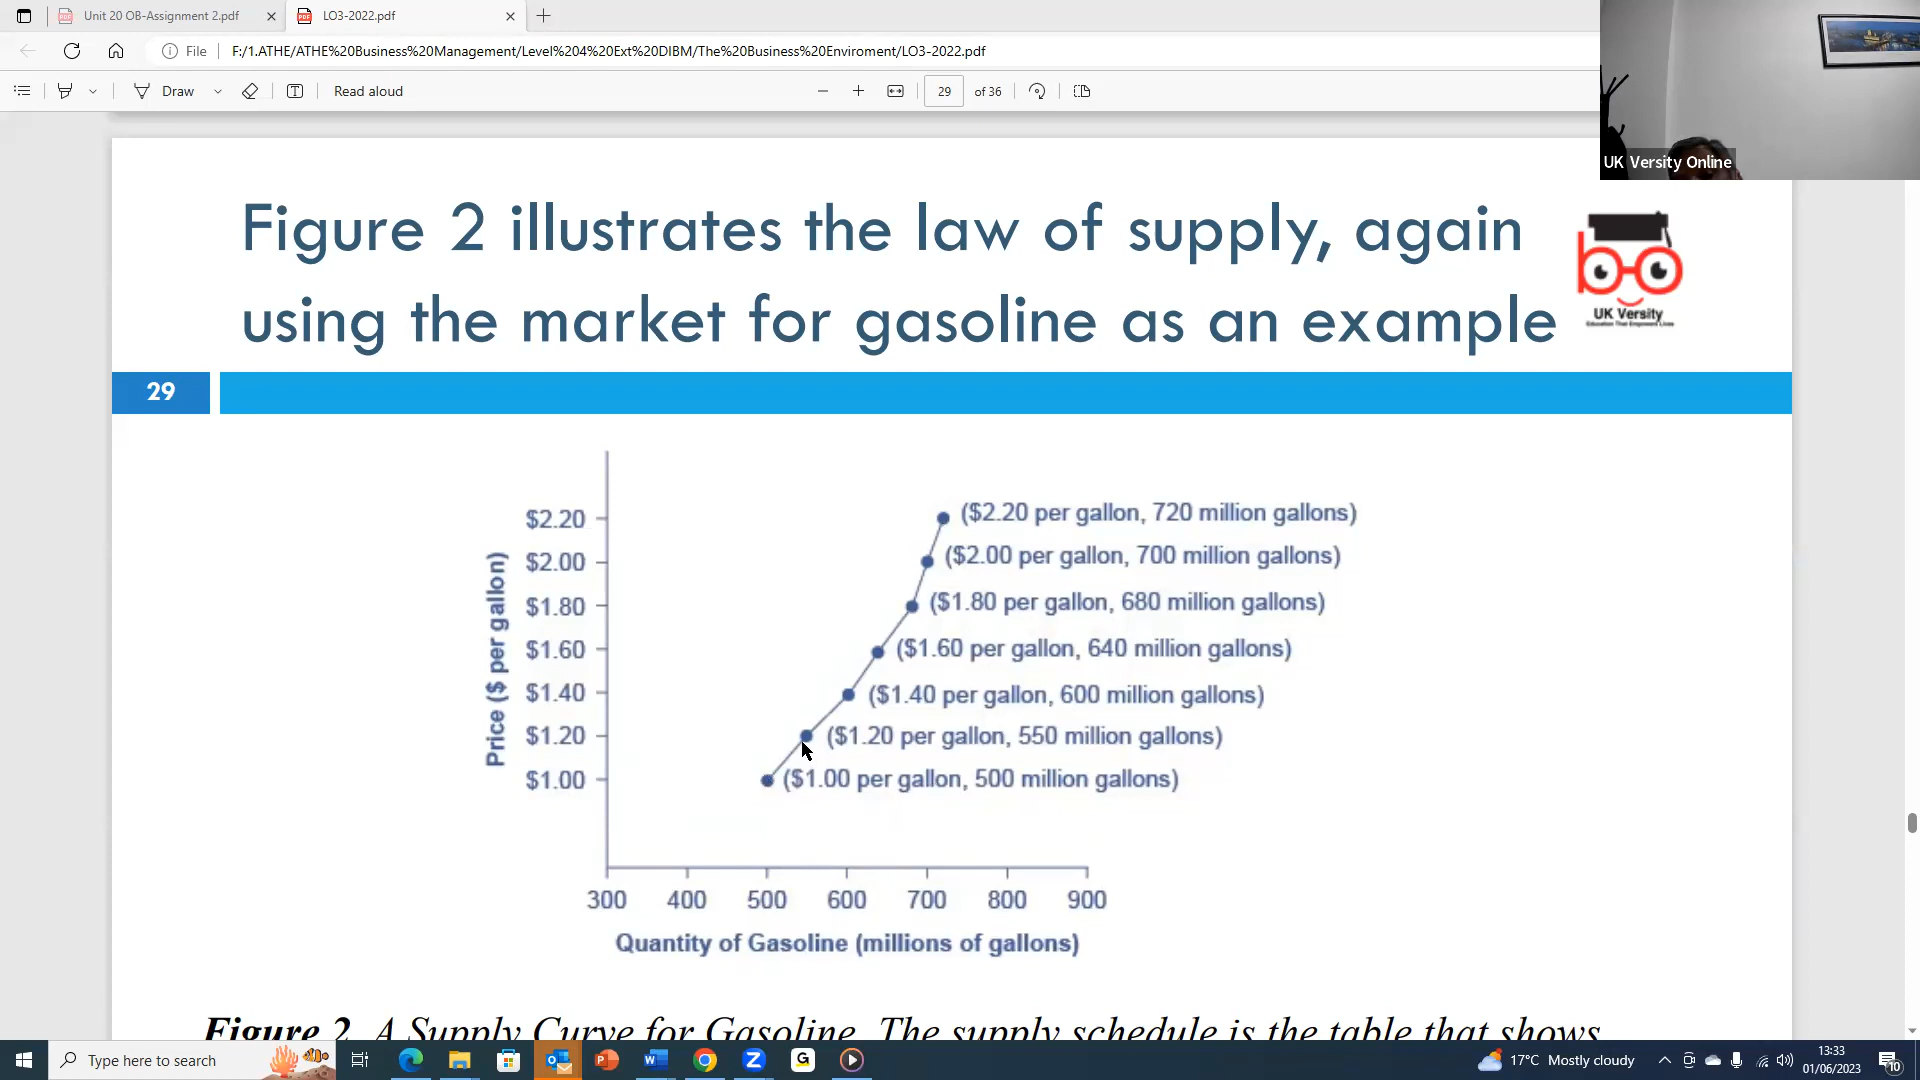 Unit 20 OB-Assignment 2.pdf
LO3-2022.pdf
File
F:/1.ATHE/ATHE%20Business%20Management/Level%204%20Ext%20DIBM/The%20Business%20Enviroment/LO3-2022.pdf
Draw
Read aloud
29
of 36
UK Versity Online
Figure 2 illustrates the law of supply, again
using the market for gasoline as an example
UK Versity
Education That Empowers Lives
29
Price ($ per gallon)
$2.20
$2.00
$1.80
$1.60
$1.40
$1.20
$1.00
($2.20 per gallon, 720 million gallons)
($2.00 per gallon, 700 million gallons)
($1.80 per gallon, 680 million gallons)
($1.60 per gallon, 640 million gallons)
($1.40 per gallon, 600 million gallons)
($1.20 per gallon, 550 million gallons)
($1.00 per gallon, 500 million gallons)
300 400 500 600 700 800 900
Quantity of Gasoline (millions of gallons)
Figure 2. A Supply Curve for Gasoline. The supply schedule is the table that shows
Type here to search
17°C Mostly cloudy
13:33
01/06/2023
10